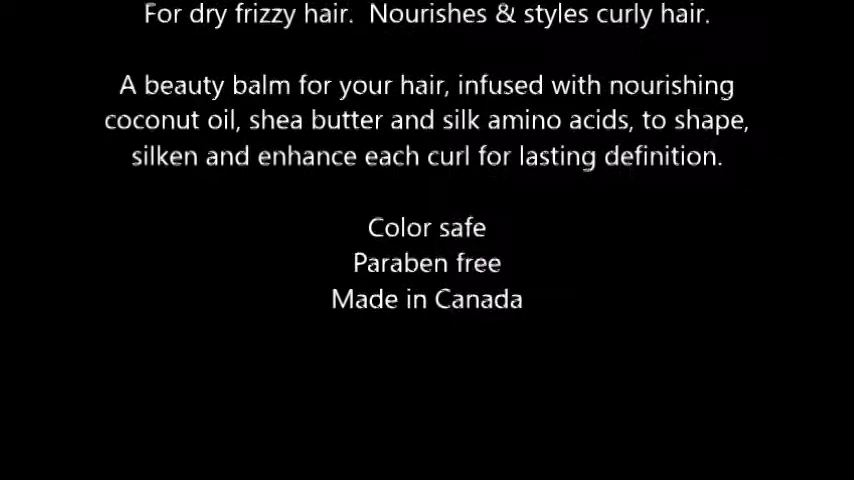 For dry frizzy hair.  Nourishes & styles curly hair.
A beauty balm for your hair, infused with nourishing
coconut oil, shea butter and silk amino acids, to shape,
silken and enhance each curl for lasting definition.
Color safe
Paraben free
Made in Canada